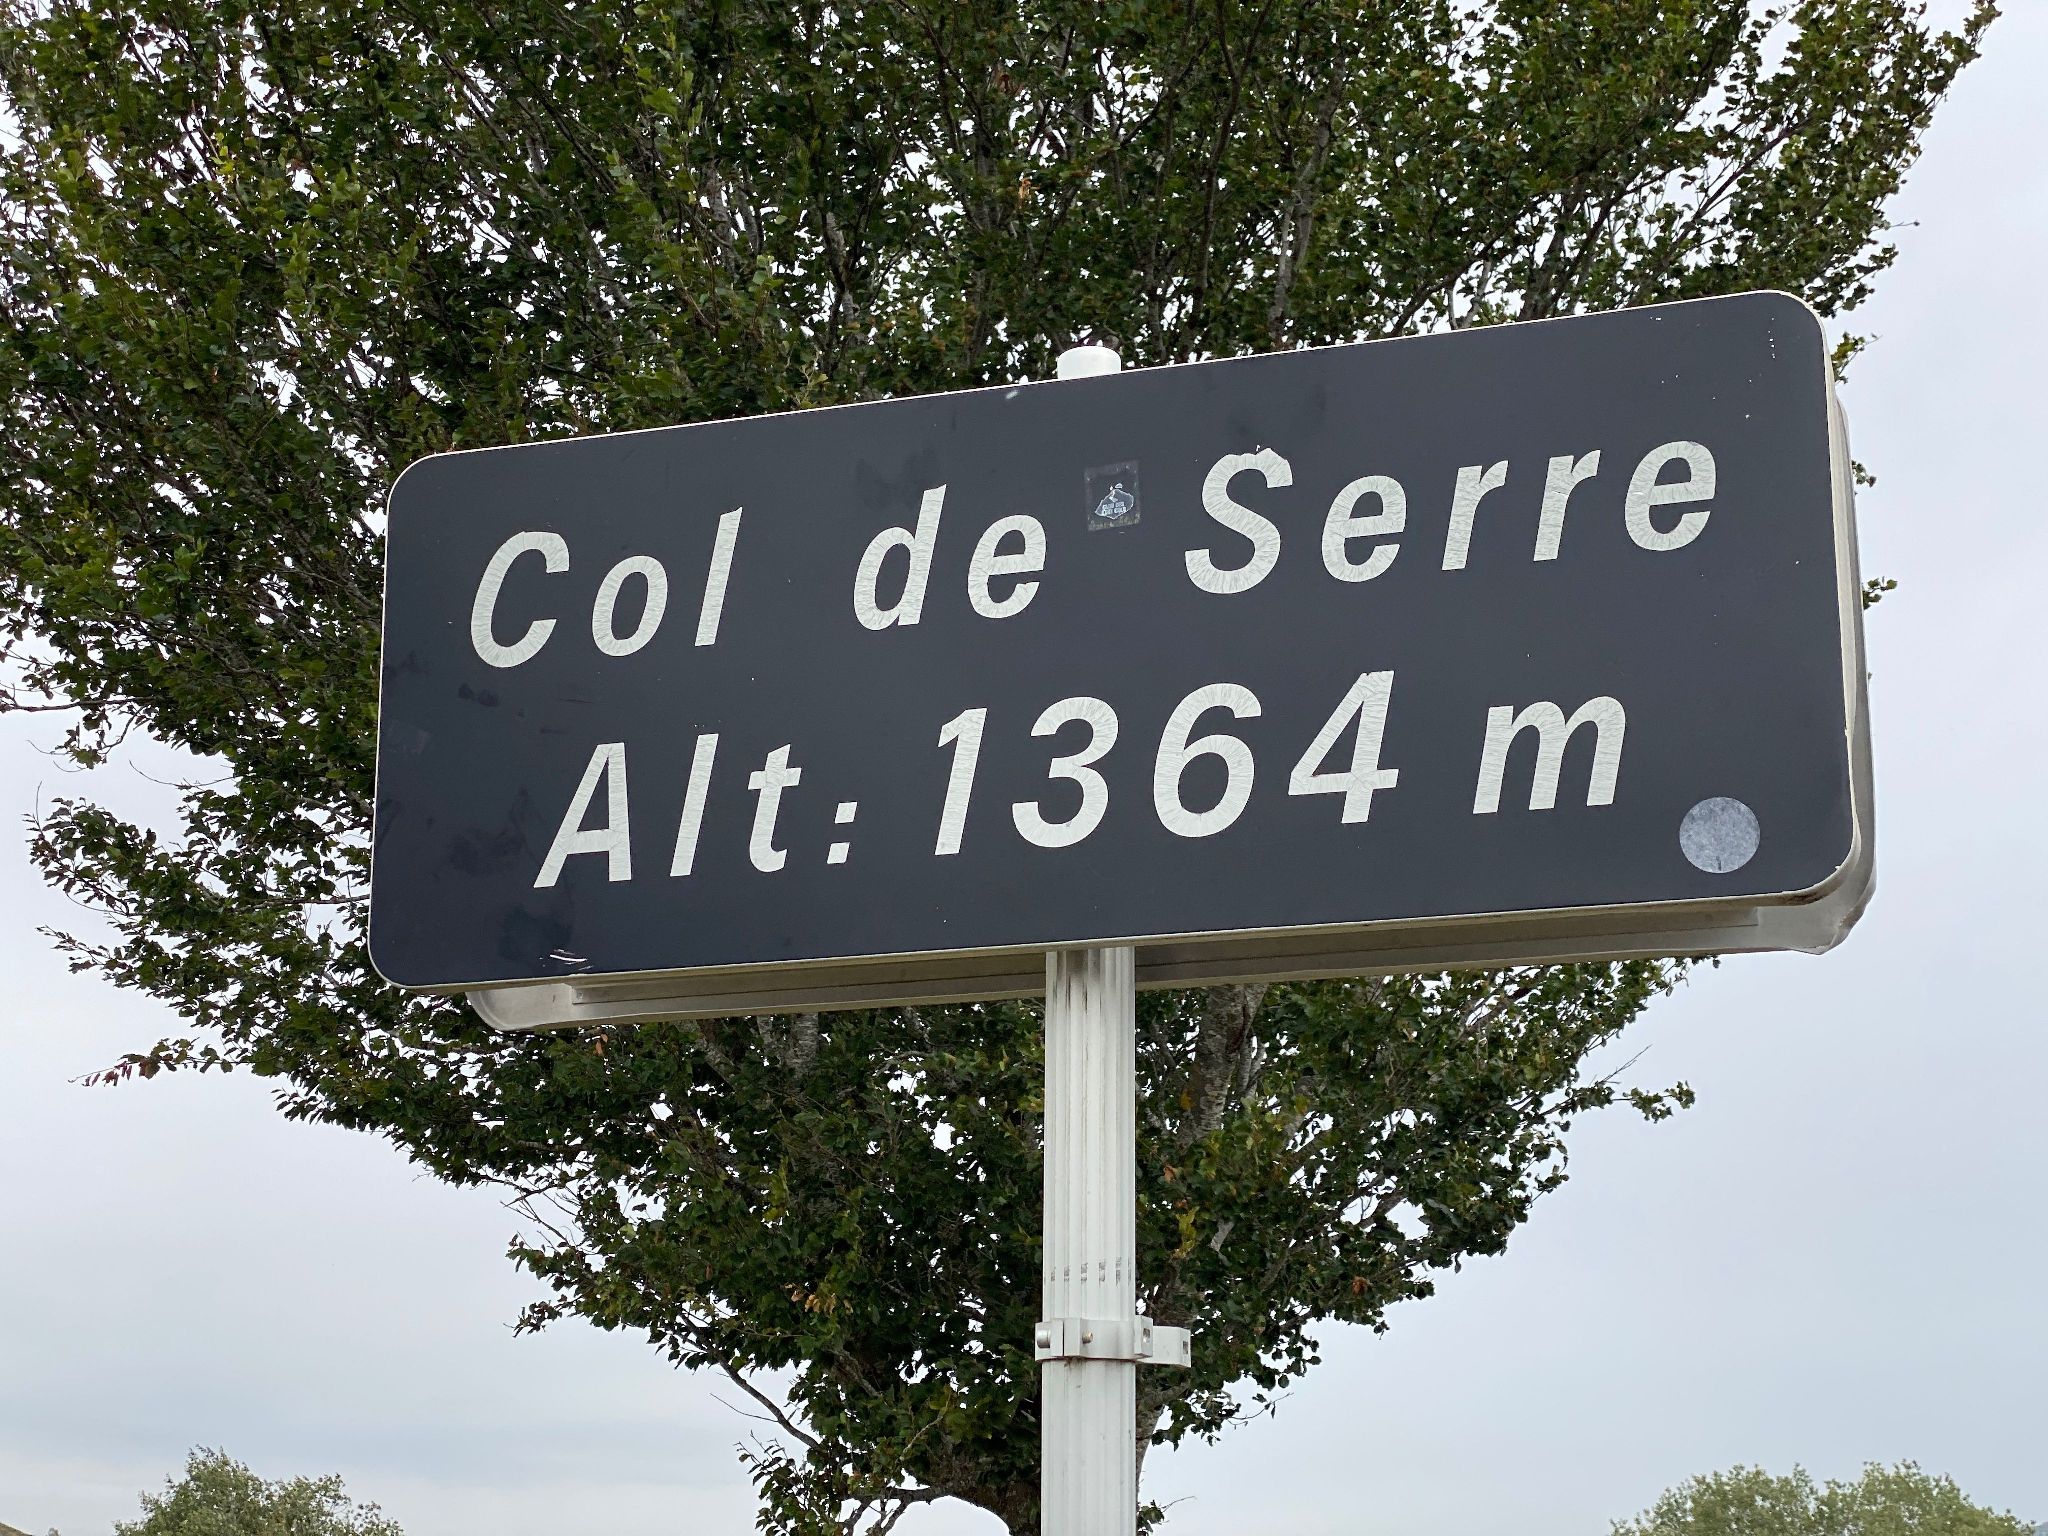 Col de Serre
Alt: 1364 m